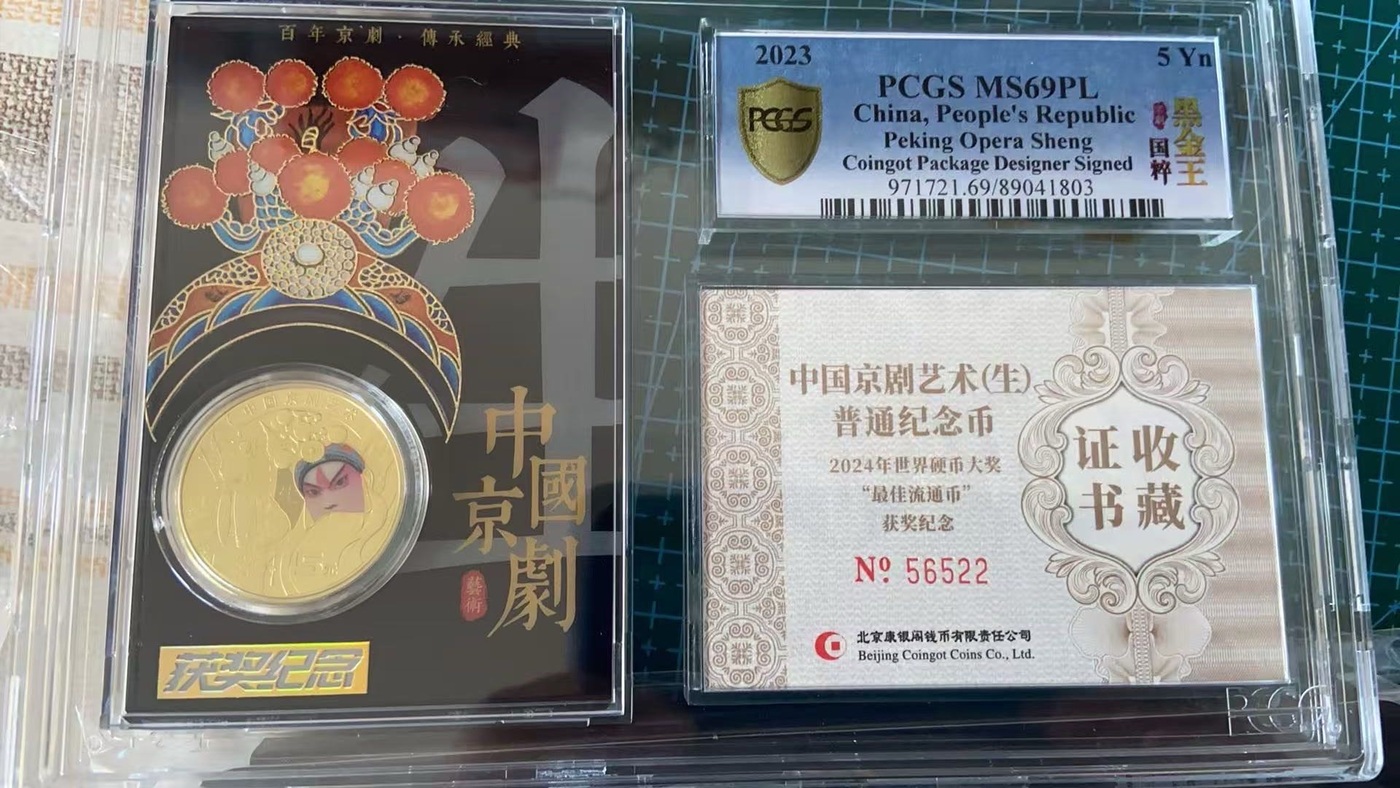 百年京劇·傳承經典
中國
京劇
藝術
获奖纪念
2023
5 Yn
PCGS
PCGS MS69PL
China, People's Republic
Peking Opera Sheng
Coingot Package Designer Signed
971721.69/89041803
国粹
黑金王
中国京剧艺术(生)
普通纪念币
2024年世界硬币大奖
“最佳流通币”
获奖纪念
Nº 56522
收藏
证书
北京康银阁钱币有限责任公司
Beijing Coingot Coins Co., Ltd.
PCGS